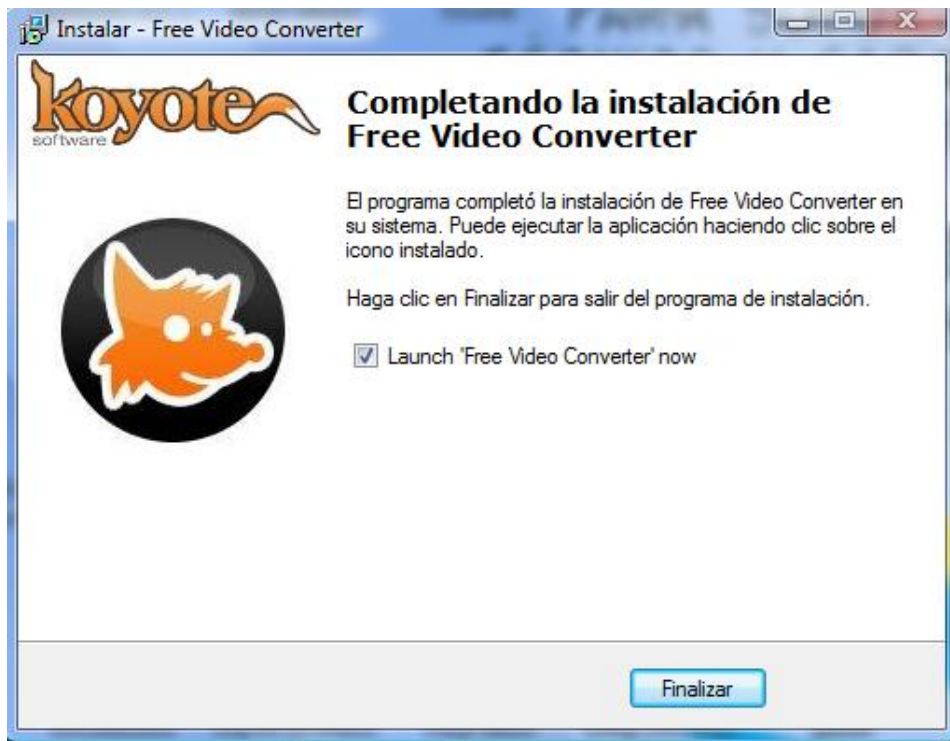 Instalar - Free Video Converter
koyote
software
Completando la instalación de
Free Video Converter
El programa completó la instalación de Free Video Converter en
su sistema. Puede ejecutar la aplicación haciendo clic sobre el
icono instalado.
Haga clic en Finalizar para salir del programa de instalación.
Launch 'Free Video Converter' now
Finalizar